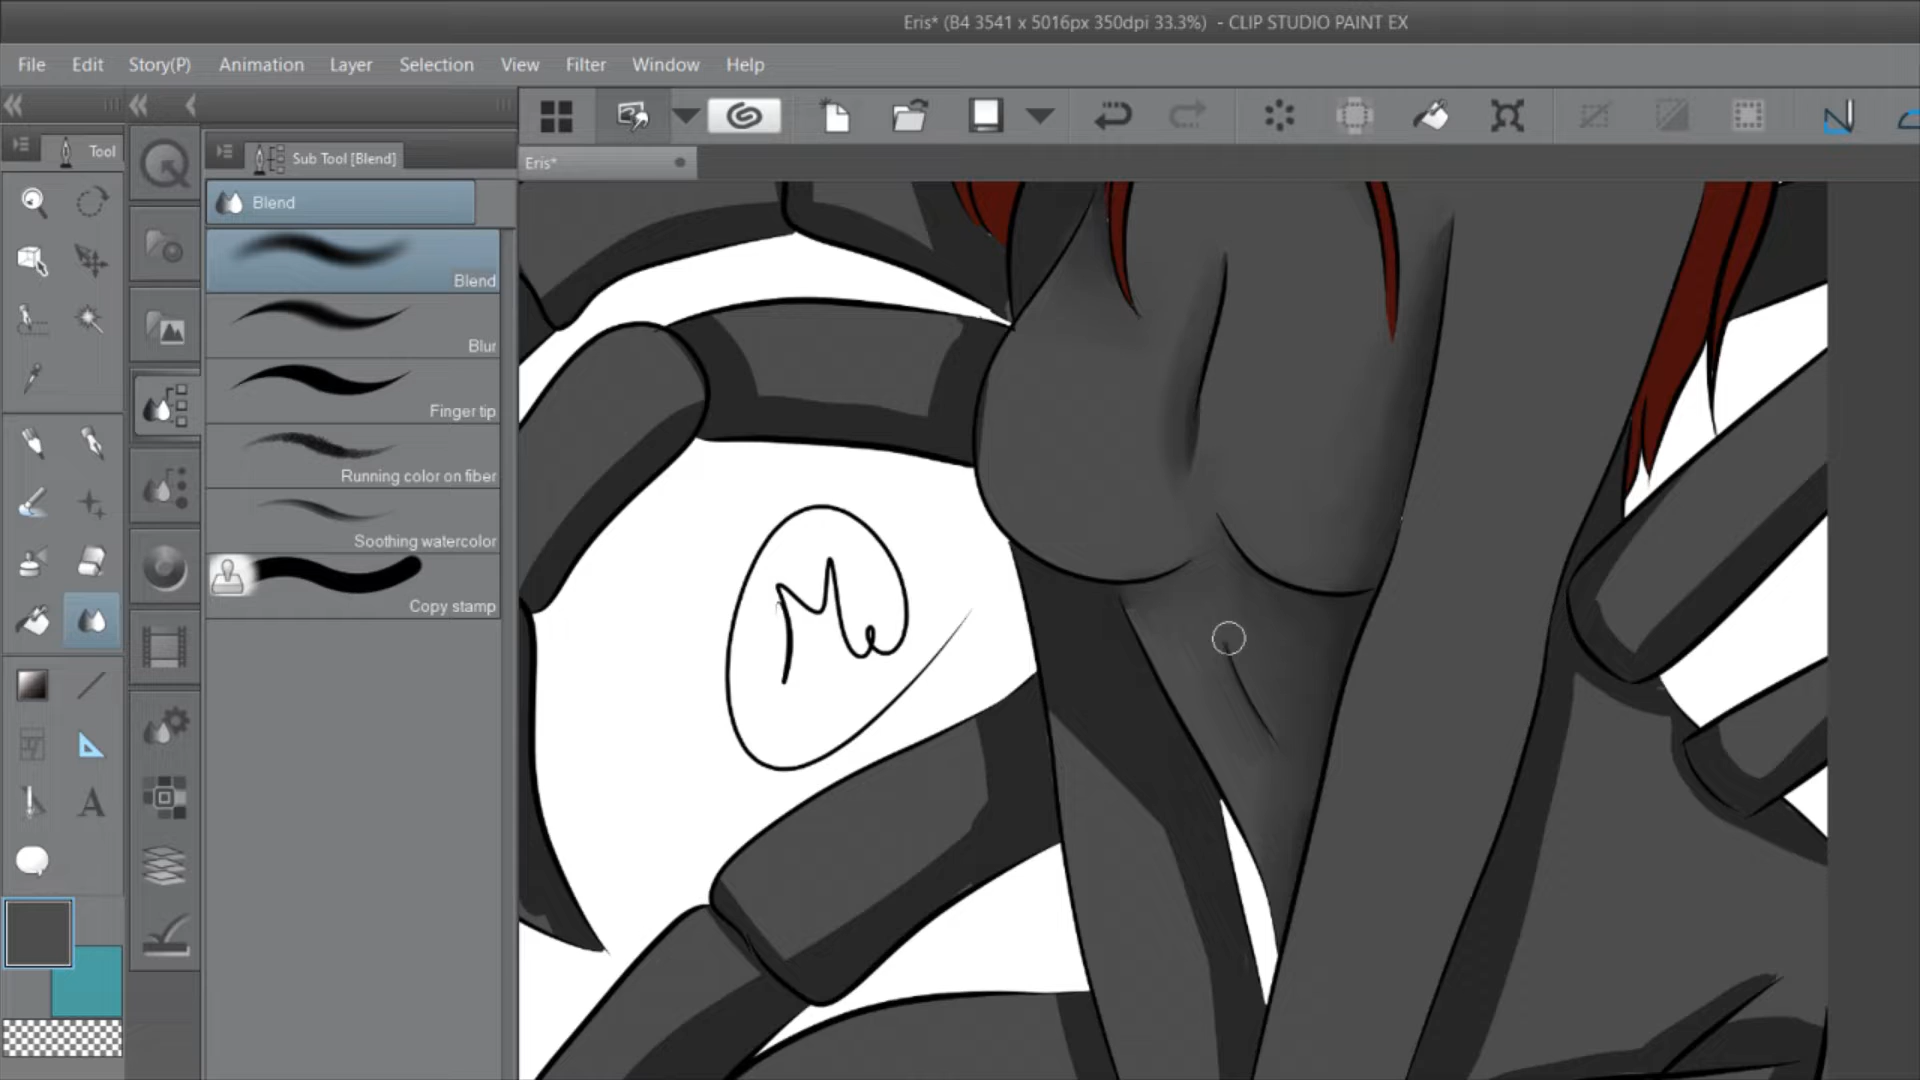 Eris* (B4 3541 x 5016px 350dpi 33.3%) - CLIP STUDIO PAINT EX
File Edit Story(P) Animation Layer Selection View Filter Window Help
Tool
Sub Tool [Blend]
Eris*
Blend
Blend
Blur
Finger tip
Running color on fiber
Soothing watercolor
Copy stamp